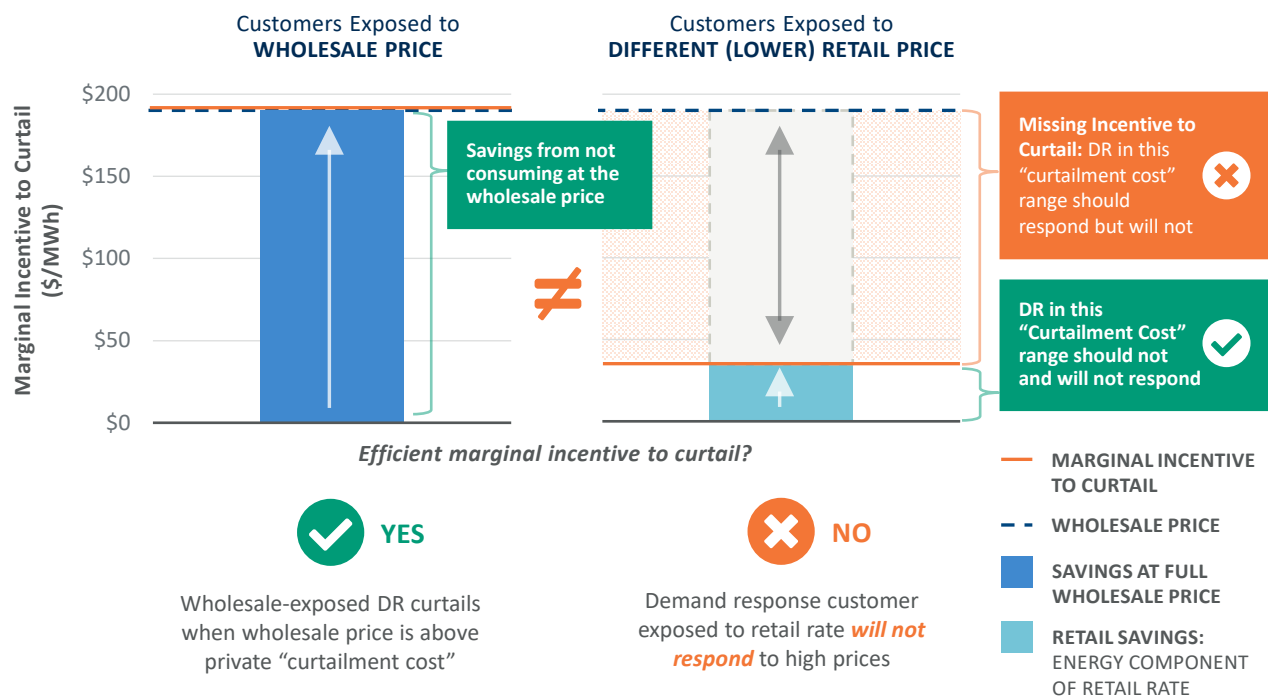 Customers Exposed to
WHOLESALE PRICE
Customers Exposed to
DIFFERENT (LOWER) RETAIL PRICE
Marginal Incentive to Curtail
($/MWh)
$200
$150
$100
$50
$0
Savings from not
consuming at the
wholesale price
≠
Missing Incentive to
Curtail: DR in this
“curtailment cost”
range should
respond but will not
DR in this
“Curtailment Cost”
range should not
and will not respond
Efficient marginal incentive to curtail?
YES
Wholesale-exposed DR curtails
when wholesale price is above
private “curtailment cost”
NO
Demand response customer
exposed to retail rate will not
respond to high prices
MARGINAL INCENTIVE
TO CURTAIL
WHOLESALE PRICE
SAVINGS AT FULL
WHOLESALE PRICE
RETAIL SAVINGS:
ENERGY COMPONENT
OF RETAIL RATE